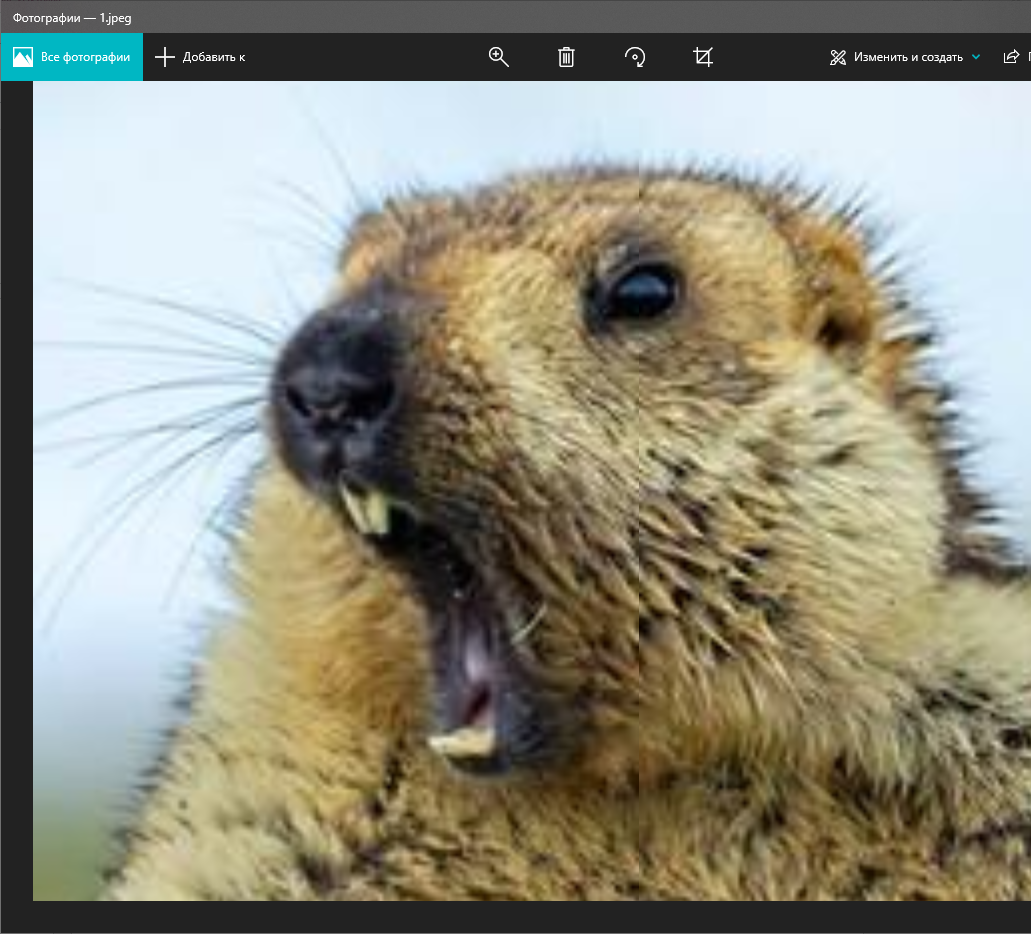 Фотографии — 1.jpeg
Все фотографии
Добавить к
Изменить и создать